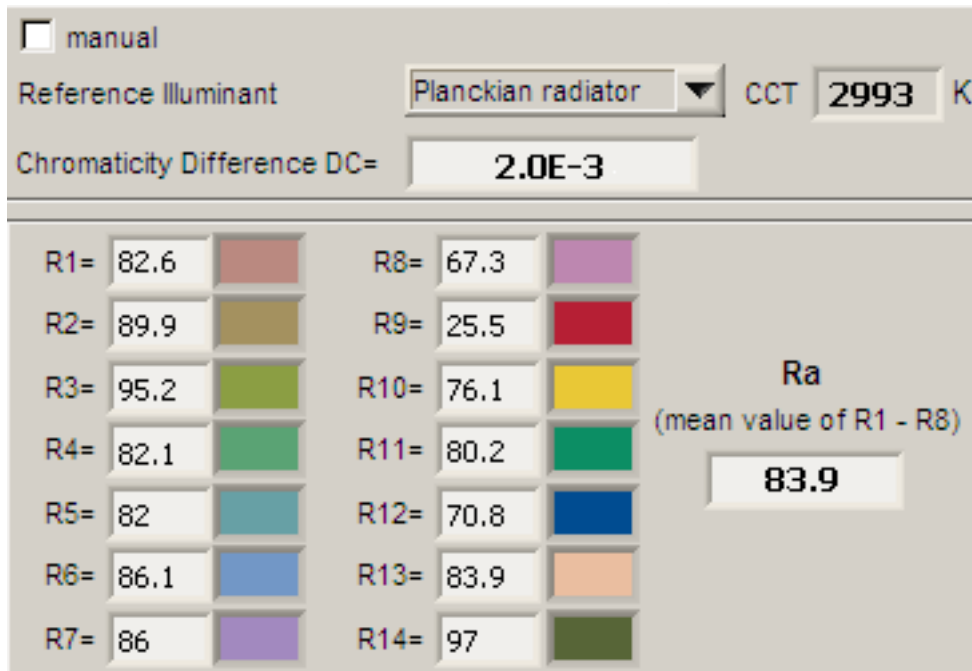 manual
Reference Illuminant Planckian radiator CCT 2993 K
Chromaticity Difference DC= 2.0E-3
R1= 82.6 R8= 67.3
R2= 89.9 R9= 25.5
R3= 95.2 R10= 76.1
Ra
(mean value of R1 - R8)
R4= 82.1 R11= 80.2
83.9
R5= 82 R12= 70.8
R6= 86.1 R13= 83.9
R7= 86 R14= 97